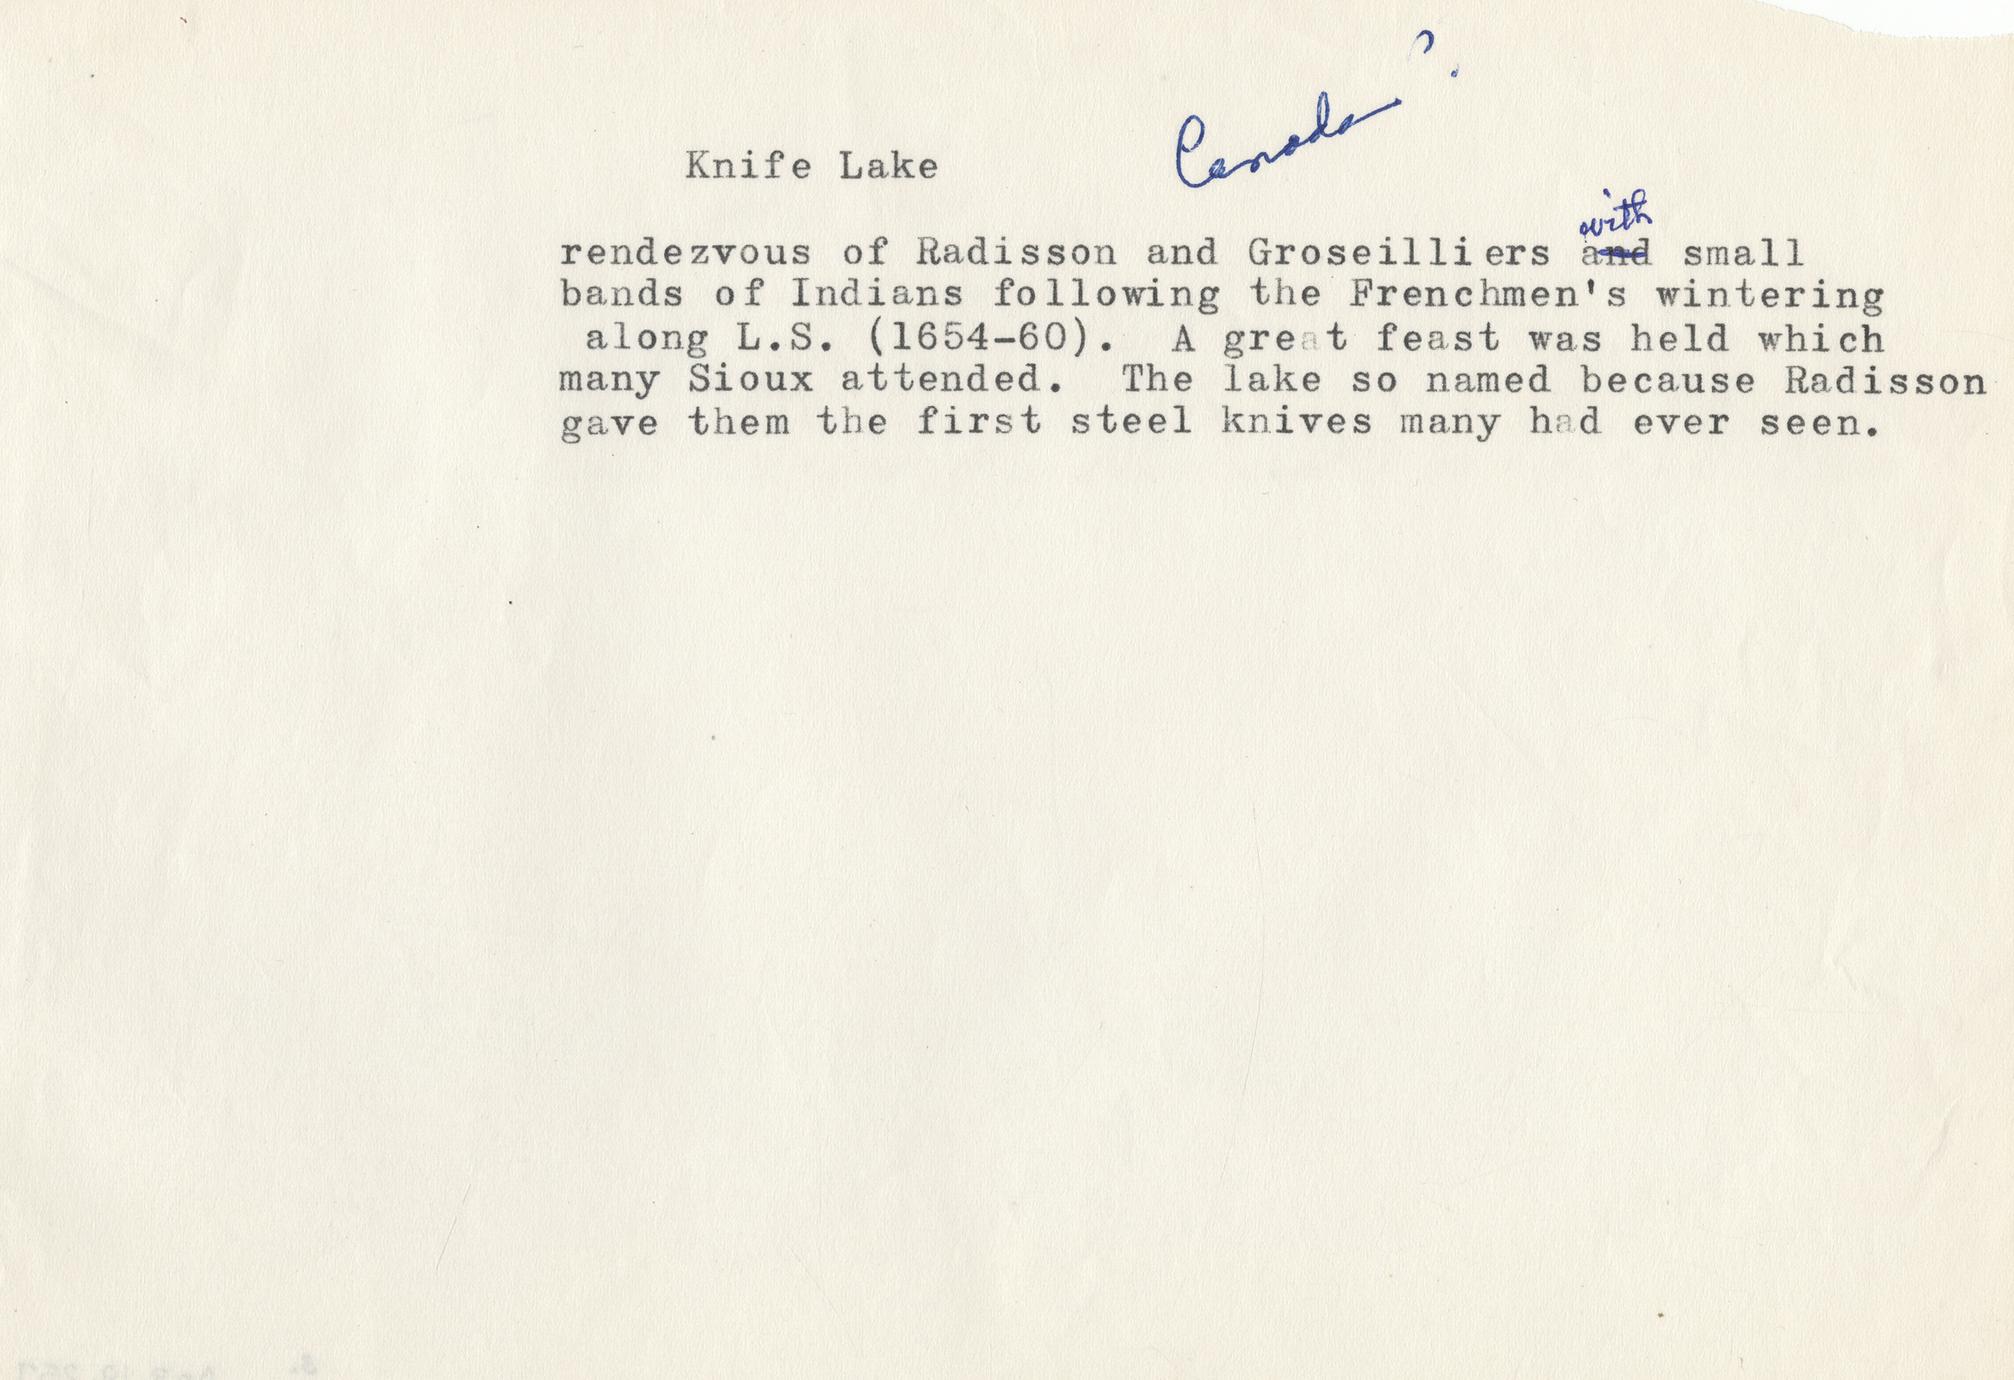 Canada ?
Knife Lake
with
rendezvous of Radisson and Groseilliers and small
bands of Indians following the Frenchmen's wintering
along L.S. (1654-60).  A great feast was held which
many Sioux attended.  The lake so named because Radisson
gave them the first steel knives many had ever seen.